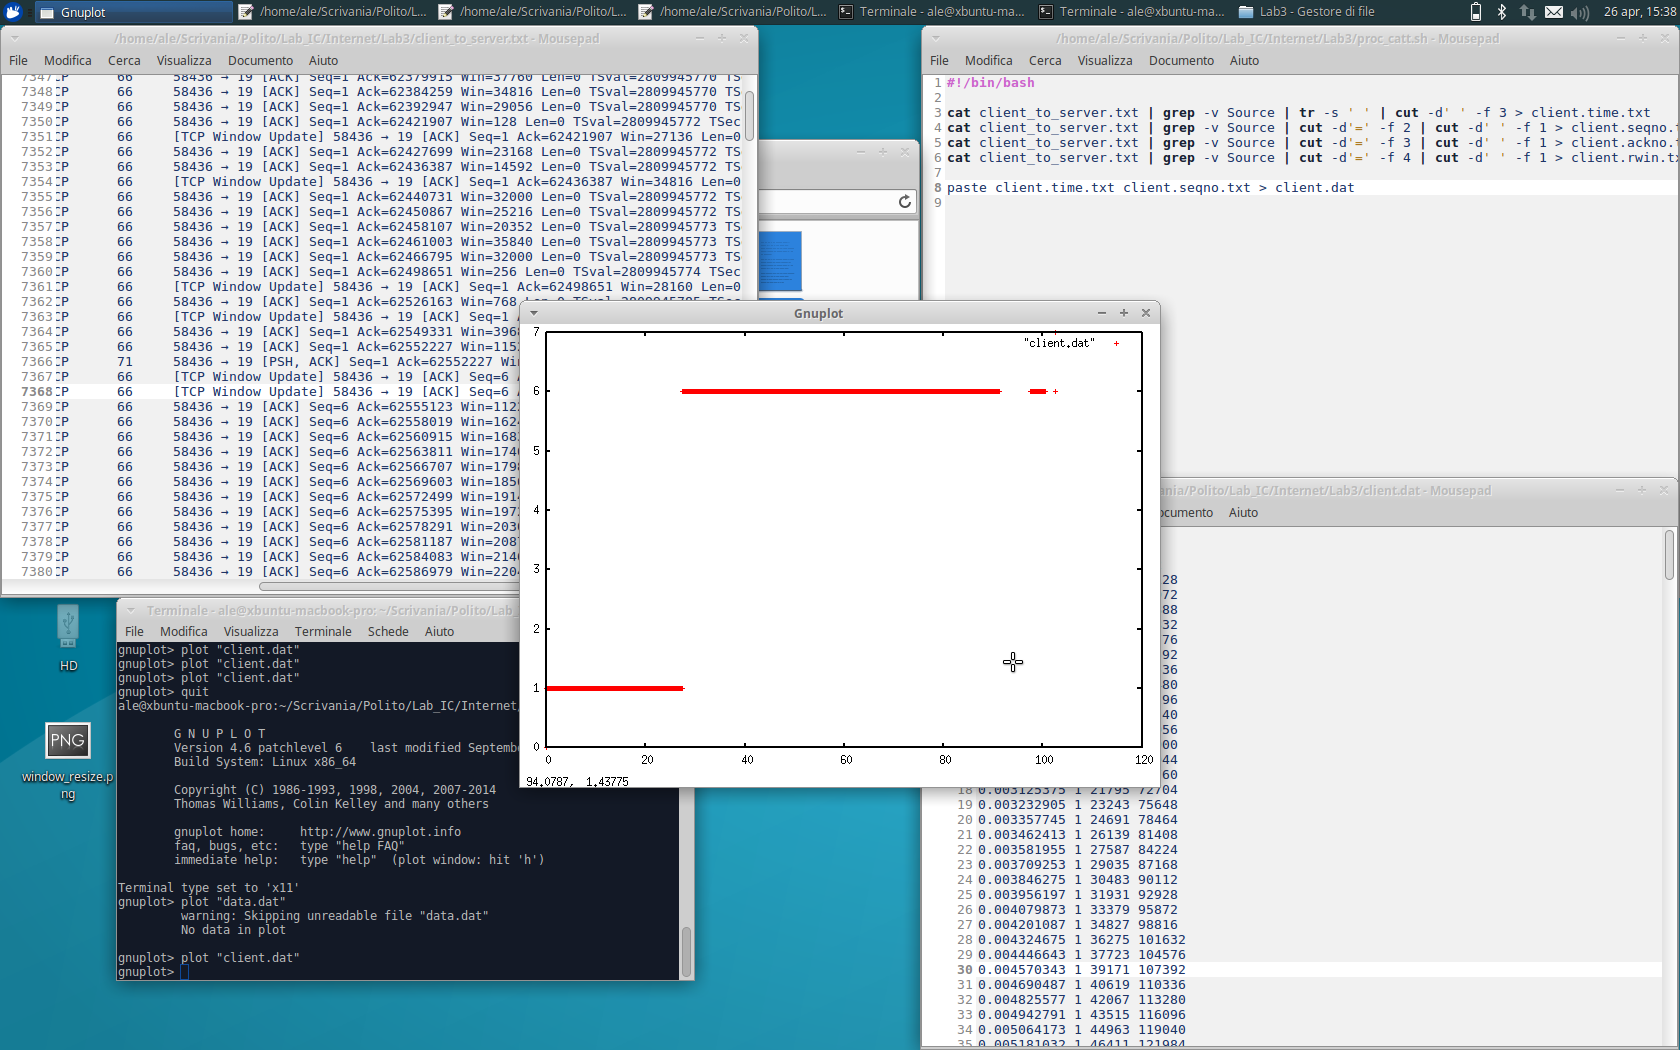 Gnuplot
/home/ale/Scrivania/Polito/L...
/home/ale/Scrivania/Polito/L...
/home/ale/Scrivania/Polito/L...
Terminale - ale@xbuntu-ma...
Terminale - ale@xbuntu-ma...
Lab3 - Gestore di file
26 apr, 15:38
/home/ale/Scrivania/Polito/Lab_IC/Internet/Lab3/client_to_server.txt - Mousepad
File Modifica Cerca Visualizza Documento Aiuto
7347 CP 66 58436 → 19 [ACK] Seq=1 Ack=62379915 Win=37760 Len=0 TSval=2809945770 TS
7348 CP 66 58436 → 19 [ACK] Seq=1 Ack=62384259 Win=34816 Len=0 TSval=2809945770 TS
7349 CP 66 58436 → 19 [ACK] Seq=1 Ack=62392947 Win=29056 Len=0 TSval=2809945770 TS
7350 CP 66 58436 → 19 [ACK] Seq=1 Ack=62421907 Win=128 Len=0 TSval=2809945772 TSec
7351 CP 66 [TCP Window Update] 58436 → 19 [ACK] Seq=1 Ack=62421907 Win=27136 Len=0
7352 CP 66 58436 → 19 [ACK] Seq=1 Ack=62427699 Win=23168 Len=0 TSval=2809945772 TS
7353 CP 66 58436 → 19 [ACK] Seq=1 Ack=62436387 Win=14592 Len=0 TSval=2809945772 TS
7354 CP 66 [TCP Window Update] 58436 → 19 [ACK] Seq=1 Ack=62436387 Win=34816 Len=0
7355 CP 66 58436 → 19 [ACK] Seq=1 Ack=62440731 Win=32000 Len=0 TSval=2809945772 TS
7356 CP 66 58436 → 19 [ACK] Seq=1 Ack=62450867 Win=25216 Len=0 TSval=2809945772 TS
7357 CP 66 58436 → 19 [ACK] Seq=1 Ack=62458107 Win=20352 Len=0 TSval=2809945773 TS
7358 CP 66 58436 → 19 [ACK] Seq=1 Ack=62461003 Win=35840 Len=0 TSval=2809945773 TS
7359 CP 66 58436 → 19 [ACK] Seq=1 Ack=62466795 Win=32000 Len=0 TSval=2809945773 TS
7360 CP 66 58436 → 19 [ACK] Seq=1 Ack=62498651 Win=256 Len=0 TSval=2809945774 TSec
7361 CP 66 [TCP Window Update] 58436 → 19 [ACK] Seq=1 Ack=62498651 Win=28160 Len=0
7362 CP 66 58436 → 19 [ACK] Seq=1 Ack=62526163 Win=768
7363 CP 66 [TCP Window Update] 58436 → 19 [ACK] Seq=1
7364 CP 66 58436 → 19 [ACK] Seq=1 Ack=62549331 Win=396
7365 CP 66 58436 → 19 [ACK] Seq=1 Ack=62552227 Win=115
7366 CP 71 58436 → 19 [PSH, ACK] Seq=1 Ack=62552227 Wi
7367 CP 66 [TCP Window Update] 58436 → 19 [ACK] Seq=6
7368 CP 66 [TCP Window Update] 58436 → 19 [ACK] Seq=6
7369 CP 66 58436 → 19 [ACK] Seq=6 Ack=62555123 Win=112
7370 CP 66 58436 → 19 [ACK] Seq=6 Ack=62558019 Win=162
7371 CP 66 58436 → 19 [ACK] Seq=6 Ack=62560915 Win=168
7372 CP 66 58436 → 19 [ACK] Seq=6 Ack=62563811 Win=174
7373 CP 66 58436 → 19 [ACK] Seq=6 Ack=62566707 Win=179
7374 CP 66 58436 → 19 [ACK] Seq=6 Ack=62569603 Win=185
7375 CP 66 58436 → 19 [ACK] Seq=6 Ack=62572499 Win=191
7376 CP 66 58436 → 19 [ACK] Seq=6 Ack=62575395 Win=197
7377 CP 66 58436 → 19 [ACK] Seq=6 Ack=62578291 Win=203
7378 CP 66 58436 → 19 [ACK] Seq=6 Ack=62581187 Win=208
7379 CP 66 58436 → 19 [ACK] Seq=6 Ack=62584083 Win=214
7380 CP 66 58436 → 19 [ACK] Seq=6 Ack=62586979 Win=220
/home/ale/Scrivania/Polito/Lab_IC/Internet/Lab3/proc_catt.sh - Mousepad
File Modifica Cerca Visualizza Documento Aiuto
1 #!/bin/bash
2
3 cat client_to_server.txt | grep -v Source | tr -s ' ' | cut -d' ' -f 3 > client.time.txt
4 cat client_to_server.txt | grep -v Source | cut -d'=' -f 2 | cut -d' ' -f 1 > client.seqno.
5 cat client_to_server.txt | grep -v Source | cut -d'=' -f 3 | cut -d' ' -f 1 > client.ackno.
6 cat client_to_server.txt | grep -v Source | cut -d'=' -f 4 | cut -d' ' -f 1 > client.rwin.tx
7
8 paste client.time.txt client.seqno.txt > client.dat
9
Gnuplot
"client.dat"
7
6
5
4
3
2
1
0
0 20 40 60 80 100 120
94.0787, 1.43775
HD
PNG
window_resize.p
ng
Terminale - ale@xbuntu-macbook-pro: ~/Scrivania/Polito/Lab_
File Modifica Visualizza Terminale Schede Aiuto
gnuplot> plot "client.dat"
gnuplot> plot "client.dat"
gnuplot> plot "client.dat"
gnuplot> quit
ale@xbuntu-macbook-pro:~/Scrivania/Polito/Lab_IC/Internet/
G N U P L O T
Version 4.6 patchlevel 6 last modified Septemb
Build System: Linux x86_64
Copyright (C) 1986-1993, 1998, 2004, 2007-2014
Thomas Williams, Colin Kelley and many others
gnuplot home: http://www.gnuplot.info
faq, bugs, etc: type "help FAQ"
immediate help: type "help" (plot window: hit 'h')
Terminal type set to 'x11'
gnuplot> plot "data.dat"
warning: Skipping unreadable file "data.dat"
No data in plot
gnuplot> plot "client.dat"
gnuplot>
ania/Polito/Lab_IC/Internet/Lab3/client.dat - Mousepad
ocumento Aiuto
28
72
88
32
76
92
36
80
96
40
56
00
44
60
18 0.003125375 1 21795 72704
19 0.003232905 1 23243 75648
20 0.003357745 1 24691 78464
21 0.003462413 1 26139 81408
22 0.003581955 1 27587 84224
23 0.003709253 1 29035 87168
24 0.003846275 1 30483 90112
25 0.003956197 1 31931 92928
26 0.004079873 1 33379 95872
27 0.004201087 1 34827 98816
28 0.004324675 1 36275 101632
29 0.004446643 1 37723 104576
30 0.004570343 1 39171 107392
31 0.004690487 1 40619 110336
32 0.004825577 1 42067 113280
33 0.004942791 1 43515 116096
34 0.005064173 1 44963 119040
35 0.005181032 1 46411 121984